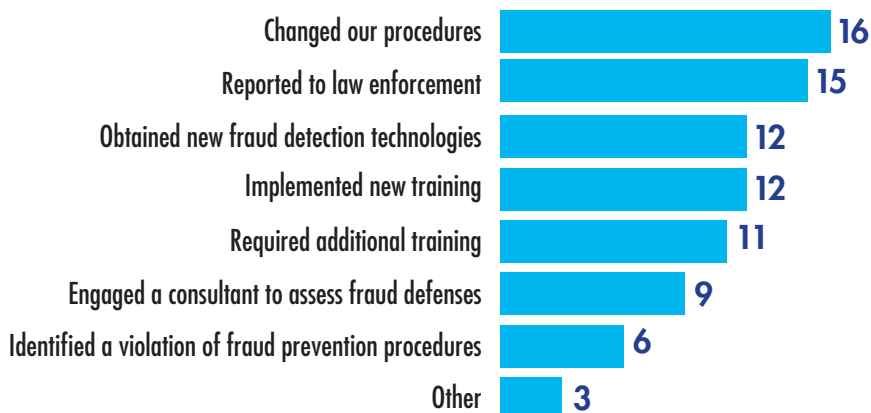 Changed our procedures 16
Reported to law enforcement 15
Obtained new fraud detection technologies 12
Implemented new training 12
Required additional training 11
Engaged a consultant to assess fraud defenses 9
Identified a violation of fraud prevention procedures 6
Other 3